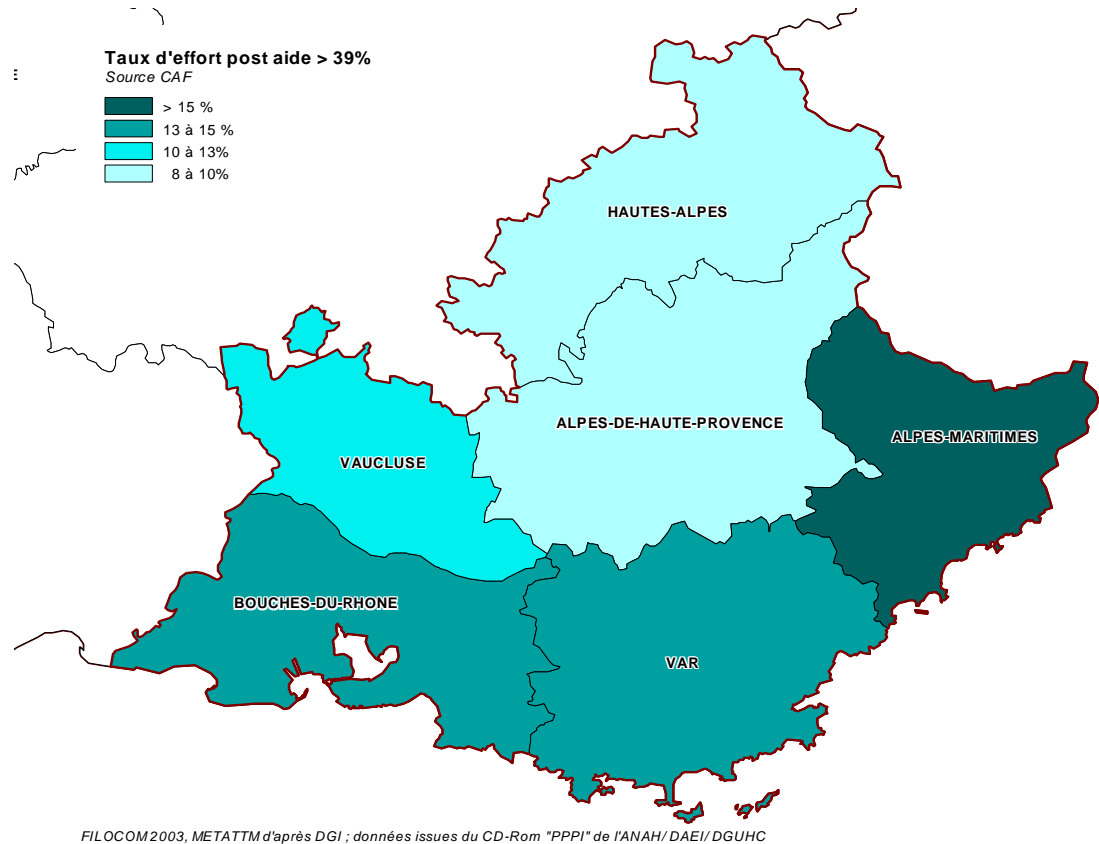 Taux d'effort post aide > 39%
Source CAF
> 15 %
13 à 15 %
10 à 13%
8 à 10%
HAUTES-ALPES
ALPES-DE-HAUTE-PROVENCE
ALPES-MARITIMES
VAUCLUSE
BOUCHES-DU-RHONE
VAR
FILOCOM 2003, METATTM d'après DGI ; données issues du CD-Rom "PPPI" de l'ANAH/ DAEI/ DGUHC